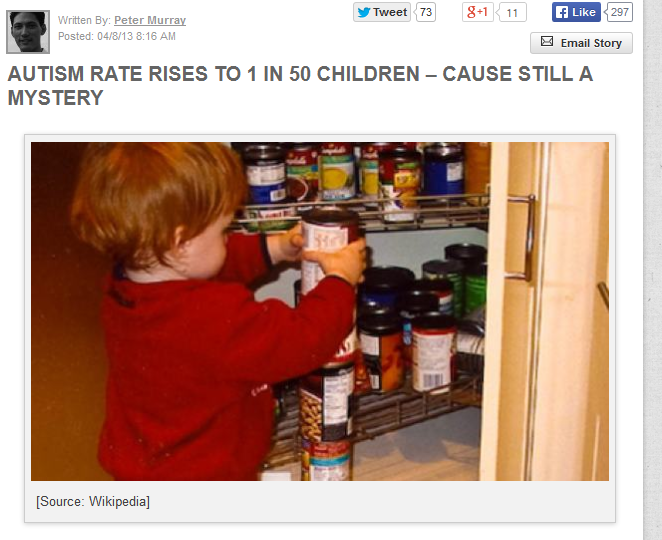 Written By: Peter Murray
Posted: 04/8/13 8:16 AM
Tweet 73
g+1 11
Like 297
Email Story
AUTISM RATE RISES TO 1 IN 50 CHILDREN – CAUSE STILL A
MYSTERY
[Source: Wikipedia]